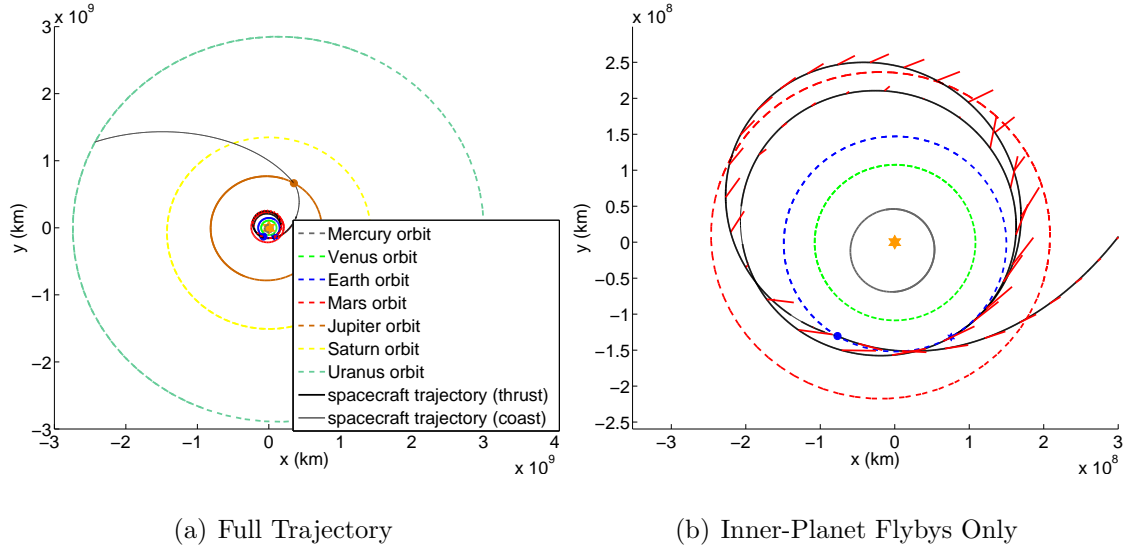 x 10^9
3
2
1
0
−1
−2
−3
y (km)
−3
−2
−1
0
1
2
3
4
x (km)
x 10^9
Mercury orbit
Venus orbit
Earth orbit
Mars orbit
Jupiter orbit
Saturn orbit
Uranus orbit
spacecraft trajectory (thrust)
spacecraft trajectory (coast)
(a) Full Trajectory
x 10^8
2.5
2
1.5
1
0.5
0
−0.5
−1
−1.5
−2
−2.5
y (km)
−3
−2
−1
0
1
2
3
x (km)
x 10^8
(b) Inner-Planet Flybys Only